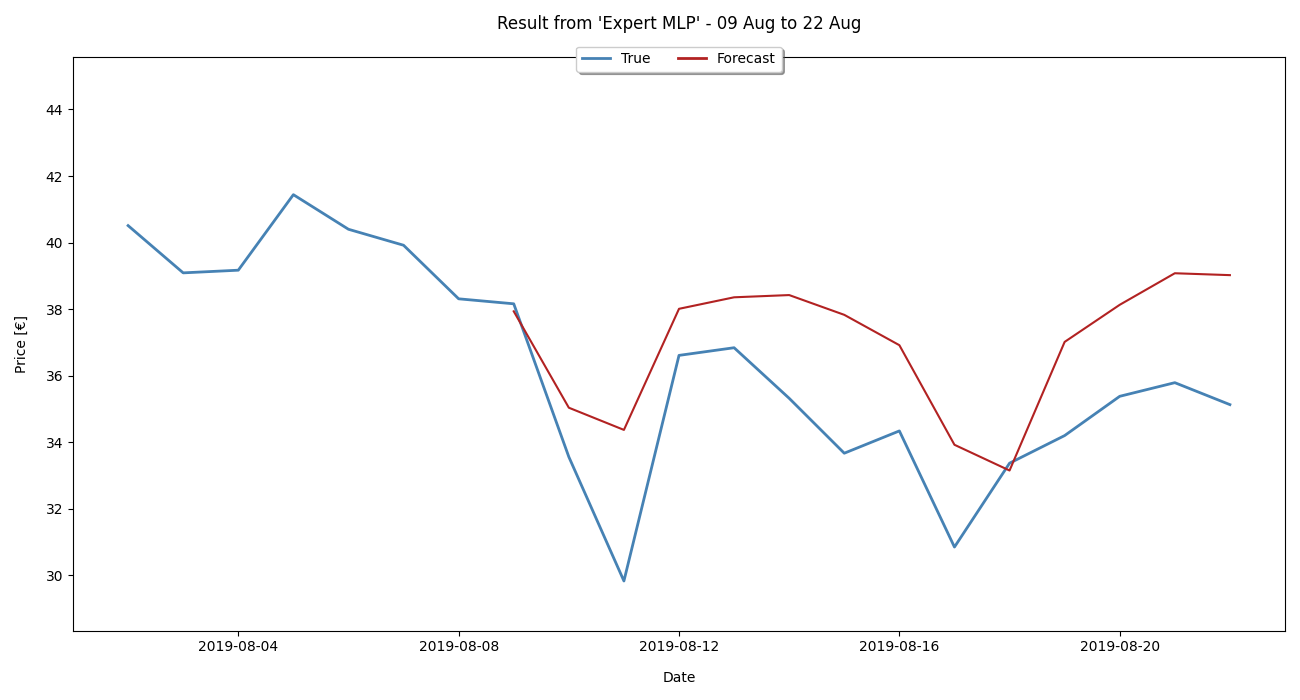 Result from 'Expert MLP' - 09 Aug to 22 Aug
True Forecast
44
42
40
38
36
34
32
30
Price [€]
2019-08-04 2019-08-08 2019-08-12 2019-08-16 2019-08-20
Date